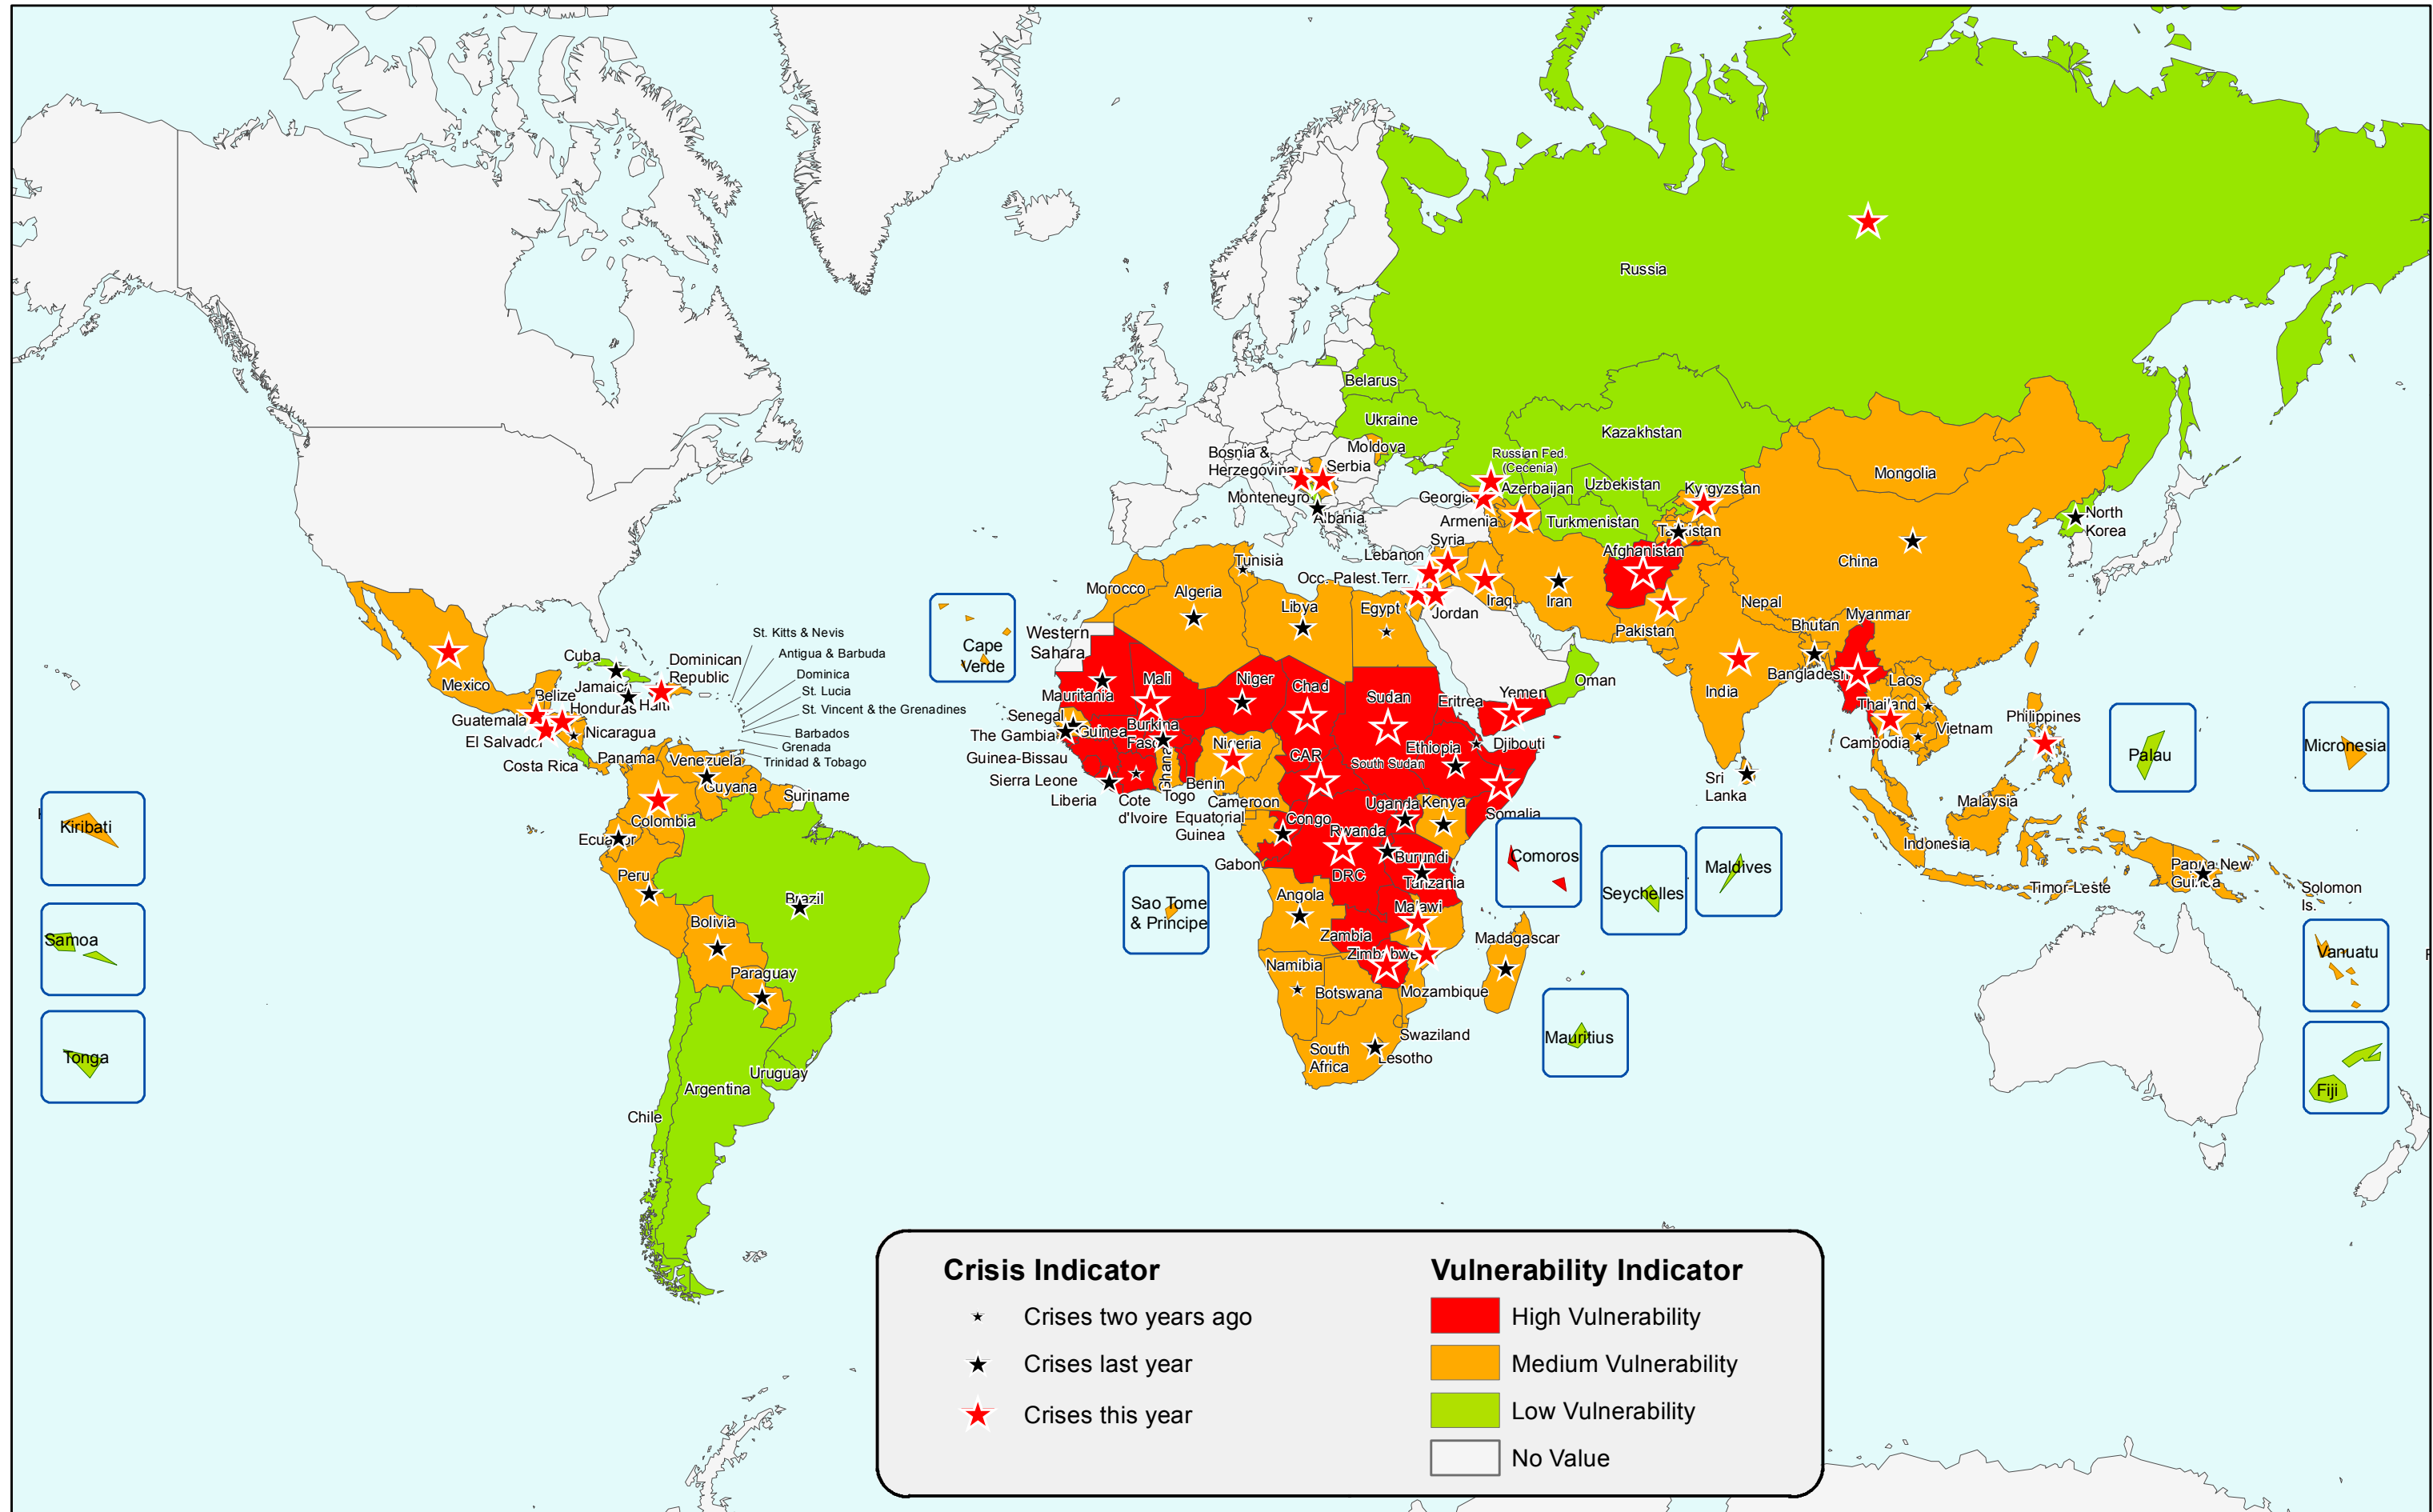 Russia
Belarus
Ukraine
Kazakhstan
Moldova
Bosnia &
Herzegovina
Serbia
Russian Fed.
(Cecenia)
Mongolia
Uzbekistan
Kyrgyzstan
Montenegro
Georgia
Azerbaijan
Albania
Armenia
Turkmenistan
Tajikistan
North
Korea
Syria
Lebanon
Afghanistan
China
Tunisia
Occ. Palest.Terr.
Morocco
Algeria
Libya
Egypt
Jordan
Iraq
Iran
Nepal
Myanmar
Pakistan
Bhutan
Western
Sahara
Cape
Verde
St. Kitts & Nevis
Antigua & Barbuda
Cuba
Dominican
Republic
Dominica
St. Lucia
St. Vincent & the Grenadines
Mexico
Belize
Jamaica
Honduras
Haiti
Guatemala
El Salvador
Nicaragua
Barbados
Grenada
Trinidad & Tobago
Costa Rica
Panama
Venezuela
Guyana
Suriname
Colombia
Ecuador
Peru
Brazil
Bolivia
Paraguay
Uruguay
Argentina
Chile
Mauritania
Mali
Niger
Chad
Sudan
Eritrea
Yemen
Oman
India
Bangladesh
Laos
Senegal
The Gambia
Guinea
Burkina
Faso
Guinea-Bissau
Sierra Leone
Liberia
Cote
d'Ivoire
Ghana
Togo
Benin
Nigeria
CAR
South Sudan
Ethiopia
Djibouti
Cameroon
Equatorial
Guinea
Gabon
Congo
Uganda
Kenya
Somalia
Rwanda
Burundi
DRC
Tanzania
Thailand
Cambodia
Vietnam
Philippines
Palau
Micronesia
Sri
Lanka
Malaysia
Indonesia
Papua New
Guinea
Timor-Leste
Solomon
Is.
Kiribati
Samoa
Tonga
Sao Tome
& Principe
Comoros
Seychelles
Maldives
Angola
Malawi
Zambia
Zimbabwe
Madagascar
Namibia
Botswana
Mozambique
Swaziland
South
Africa
Lesotho
Mauritius
Vanuatu
Fiji
Crisis Indicator
Crises two years ago
Crises last year
Crises this year
Vulnerability Indicator
High Vulnerability
Medium Vulnerability
Low Vulnerability
No Value